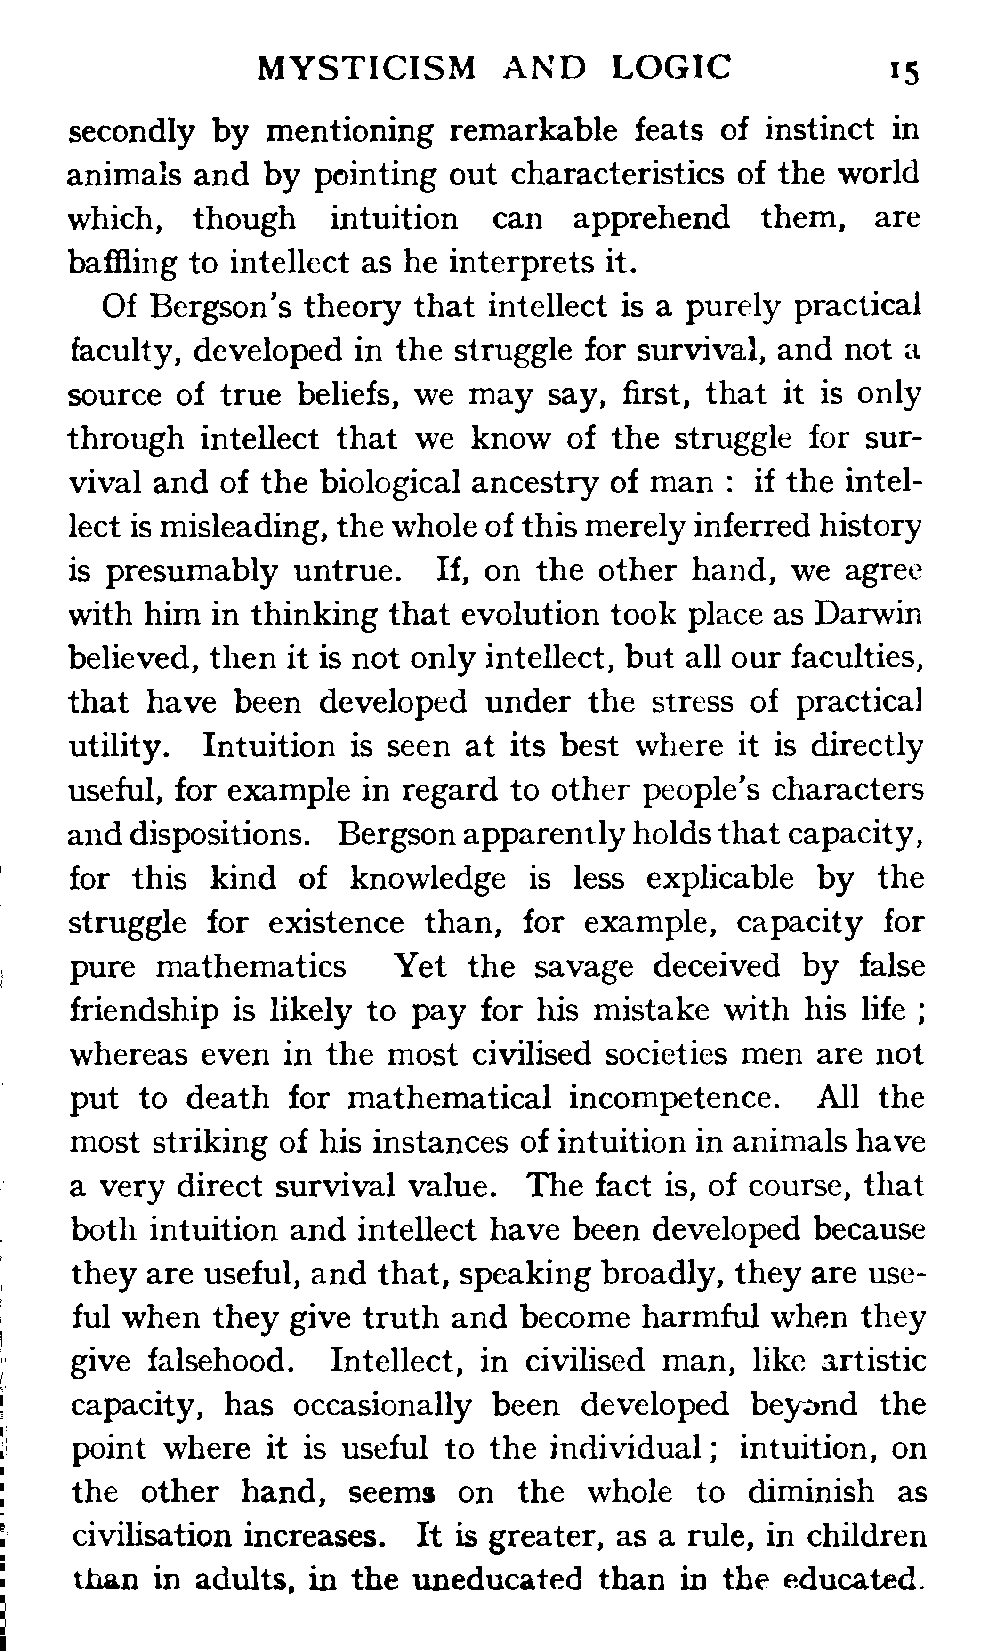 MYSTICISM AND LOGIC 15
secondly by mentioning remarkable feats of instinct in
animals and by pointing out characteristics of the world
which, though intuition can apprehend them, are
baffling to intellect as he interprets it.
Of Bergson's theory that intellect is a purely practical
faculty, developed in the struggle for survival, and not a
source of true beliefs, we may say, first, that it is only
through intellect that we know of the struggle for sur-
vival and of the biological ancestry of man : if the intel-
lect is misleading, the whole of this merely inferred history
is presumably untrue. If, on the other hand, we agree
with him in thinking that evolution took place as Darwin
believed, then it is not only intellect, but all our faculties,
that have been developed under the stress of practical
utility. Intuition is seen at its best where it is directly
useful, for example in regard to other people's characters
and dispositions. Bergson apparently holds that capacity,
for this kind of knowledge is less explicable by the
struggle for existence than, for example, capacity for
pure mathematics Yet the savage deceived by false
friendship is likely to pay for his mistake with his life ;
whereas even in the most civilised societies men are not
put to death for mathematical incompetence. All the
most striking of his instances of intuition in animals have
a very direct survival value. The fact is, of course, that
both intuition and intellect have been developed because
they are useful, and that, speaking broadly, they are use-
ful when they give truth and become harmful when they
give falsehood. Intellect, in civilised man, like artistic
capacity, has occasionally been developed beyond the
point where it is useful to the individual ; intuition, on
the other hand, seems on the whole to diminish as
civilisation increases. It is greater, as a rule, in children
than in adults, in the uneducated than in the educated.